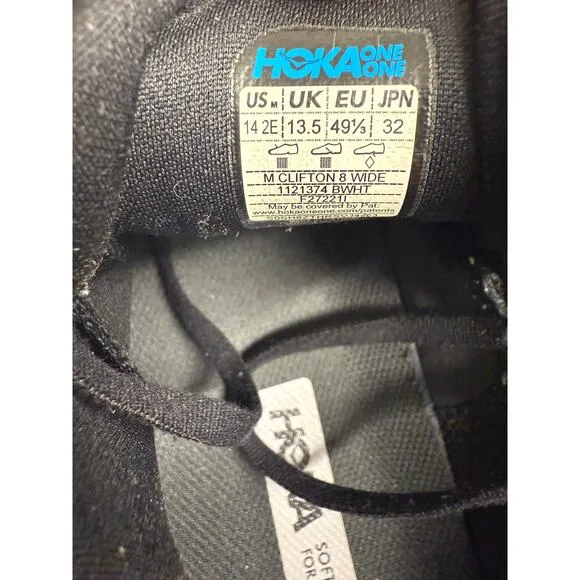 HOKA ONE ONE
US M UK EU JPN
14 2E 13.5 49⅓ 32
M CLIFTON 8 WIDE
1121374 BWHT
F27221I
May be covered by Pat.
www.hokaoneone.com/patents
HOKA
SOFT
FOR